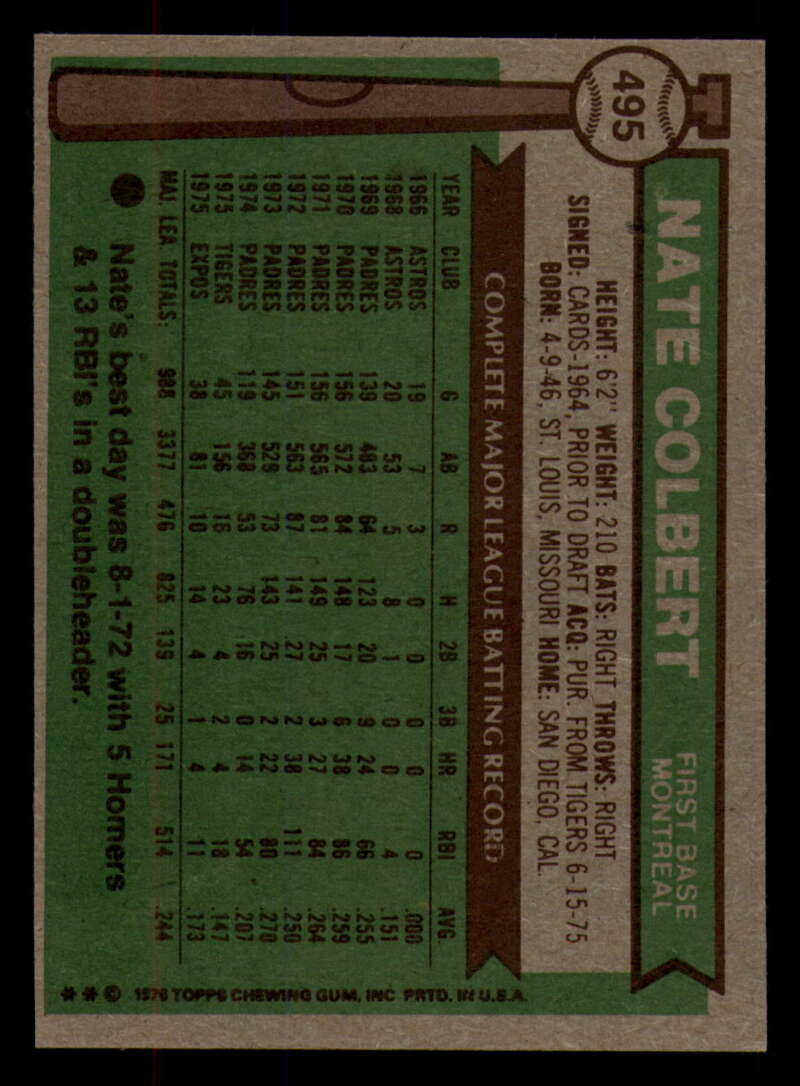 495
NATE COLBERT
FIRST BASE
MONTREAL
HEIGHT: 6'2" WEIGHT: 210 BATS: RIGHT THROWS: RIGHT
SIGNED: CARDS-1964, PRIOR TO DRAFT ACQ: PUR. FROM TIGERS 6-15-75
BORN: 4-9-46, ST. LOUIS, MISSOURI HOME: SAN DIEGO, CAL.
COMPLETE MAJOR LEAGUE BATTING RECORD
YEAR CLUB G AB R H 2B 3B HR RBI AVG.
1966 ASTROS 19 7 3 0 0 0 0 0 .000
1968 ASTROS 20 53 5 8 1 0 0 4 .151
1969 PADRES 139 483 64 123 20 9 24 66 .255
1970 PADRES 156 572 84 148 17 6 38 86 .259
1971 PADRES 156 565 81 149 25 3 27 84 .264
1972 PADRES 151 563 87 141 27 2 38 111 .250
1973 PADRES 145 529 73 143 25 2 22 80 .270
1974 PADRES 119 368 53 76 16 0 14 54 .207
1975 TIGERS 45 156 16 23 4 2 4 18 .147
1975 EXPOS 38 81 10 14 4 1 4 11 .173
MAJ. LEA. TOTALS: 988 3377 476 825 139 25 171 514 .244
Nate's best day was 8-1-72 with 5 Homers
& 13 RBI's in a doubleheader.
* * © 1976 TOPPS CHEWING GUM, INC PRTD. IN U.S.A.